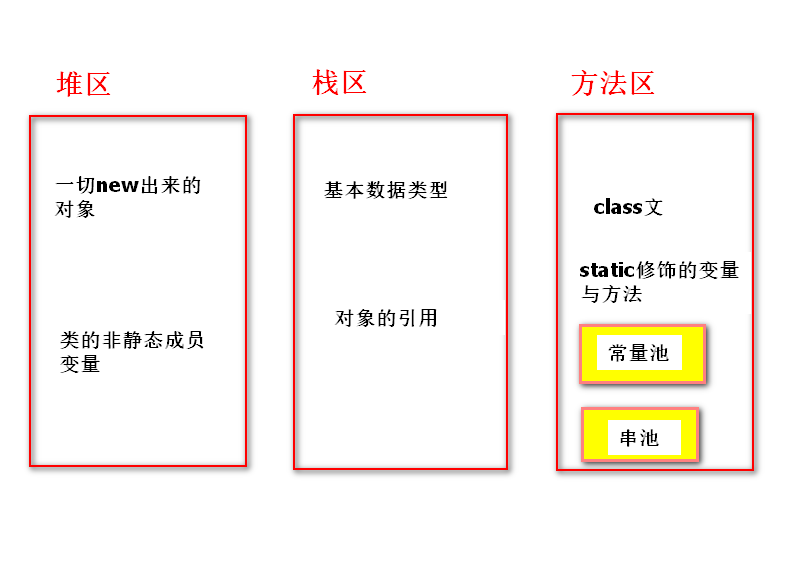 堆区
一切new出来的
对象
类的非静态成员
变量
栈区
基本数据类型
对象的引用
方法区
class文
static修饰的变量
与方法
常量池
串池